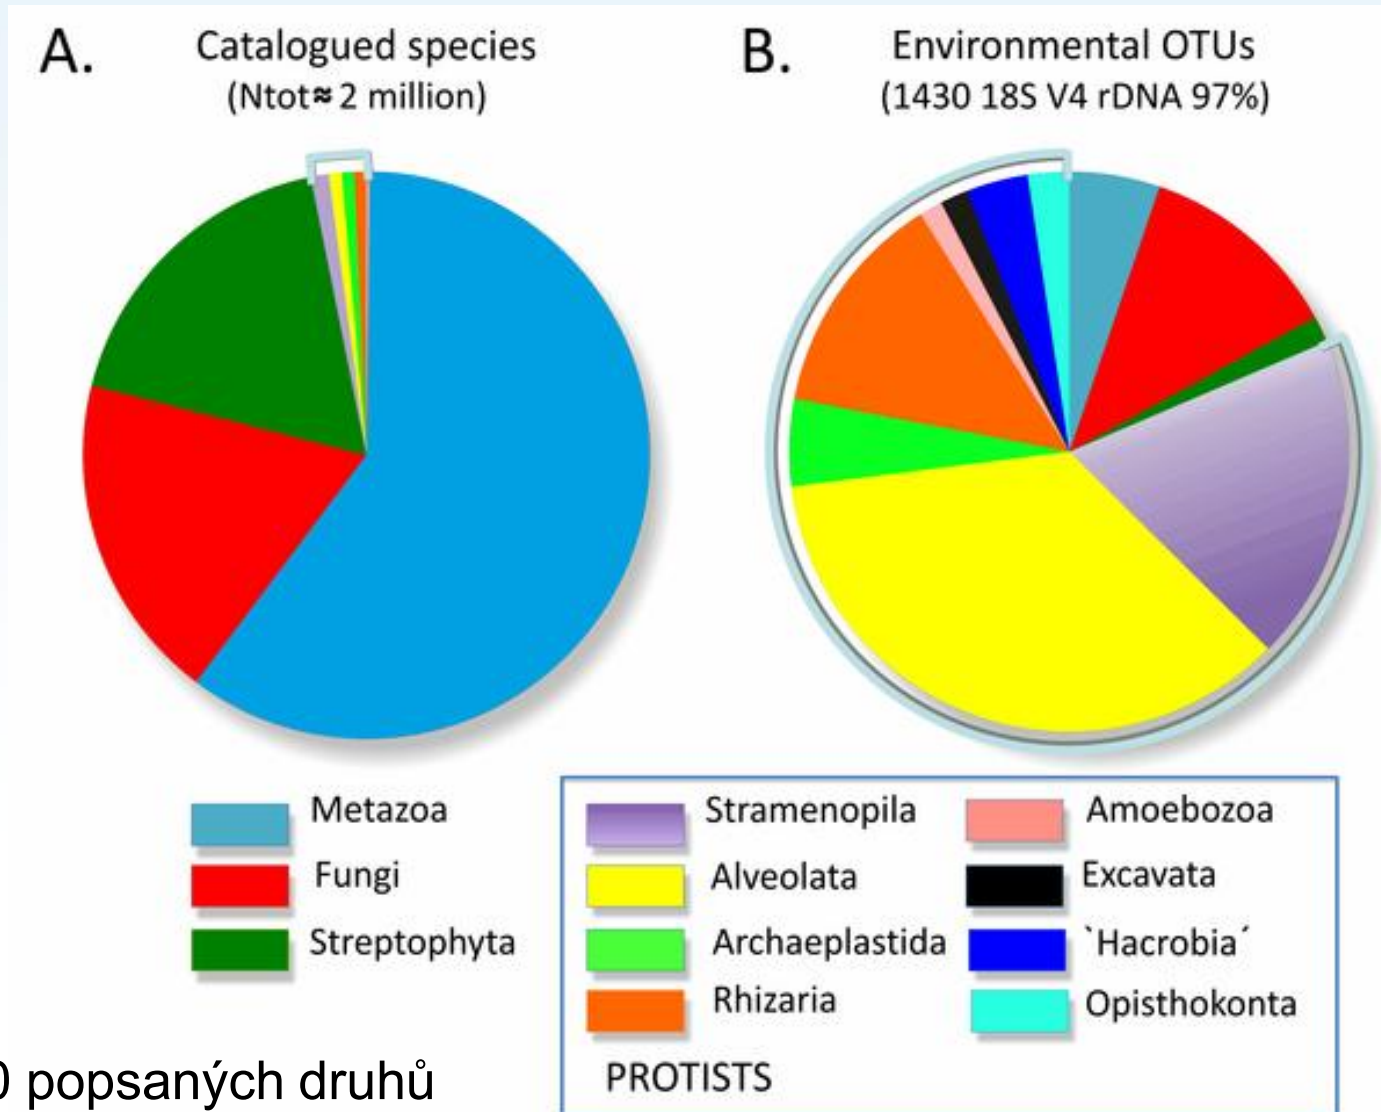 A.
Catalogued species
(Ntot≈ 2 million)
B.
Environmental OTUs
(1430 18S V4 rDNA 97%)
Metazoa
Fungi
Streptophyta
Stramenopila
Alveolata
Archaeplastida
Rhizaria
Amoebozoa
Excavata
`Hacrobia´
Opisthokonta
PROTISTS
0 popsaných druhů